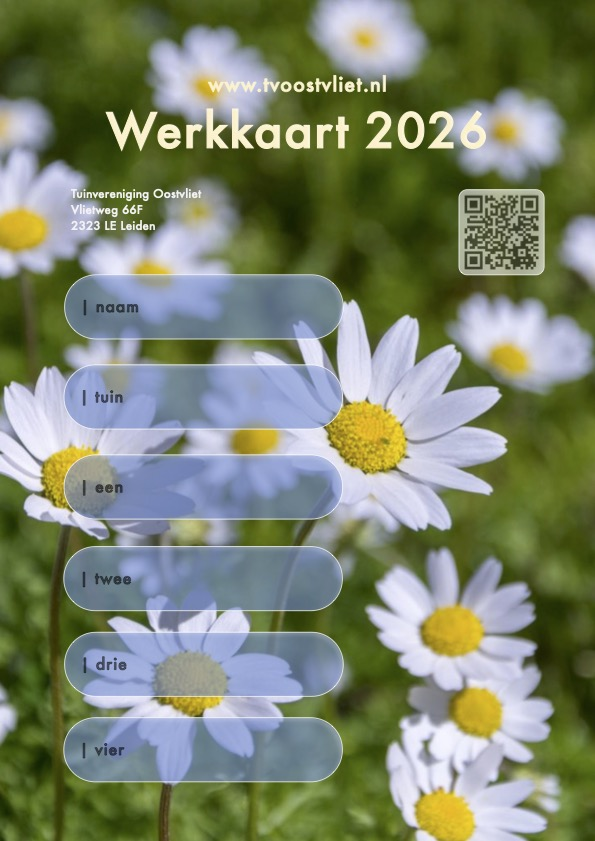 www.tvoostvliet.nl
Werkkaart 2026
Tuinvereniging Oostvliet
Vlietweg 66F
2323 LE Leiden
| naam
| tuin
| een
| twee
| drie
| vier